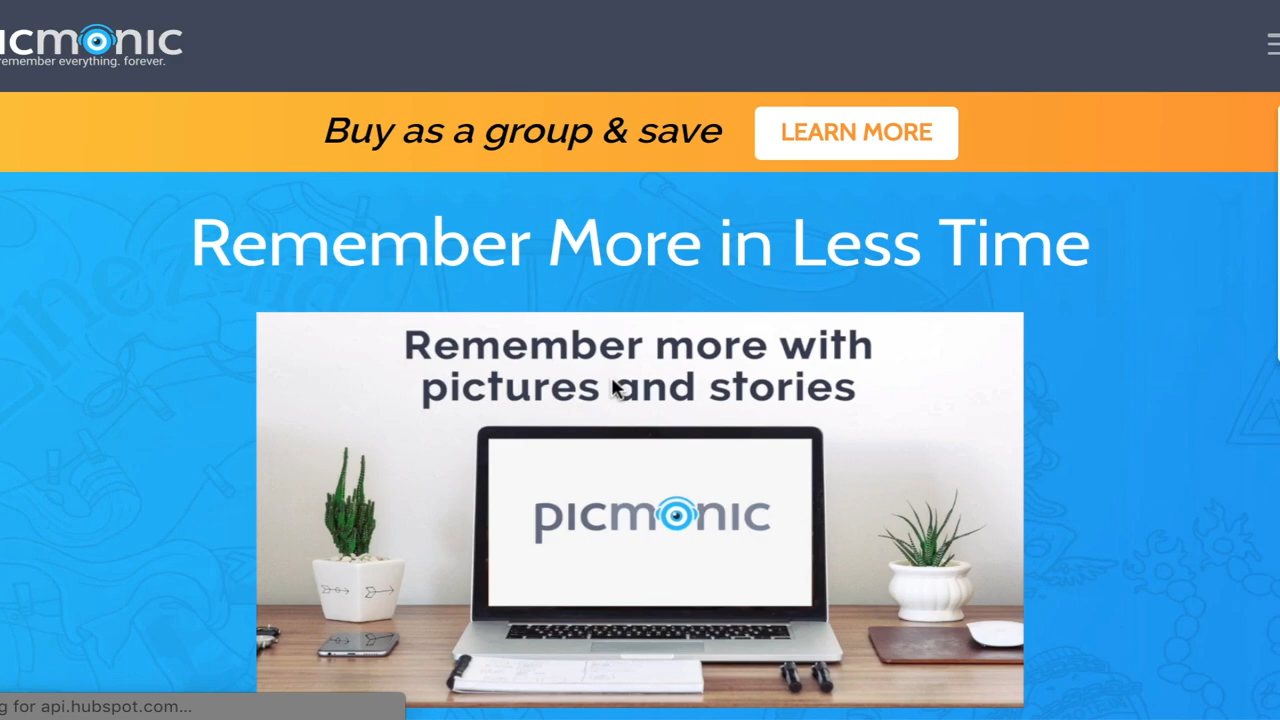 icmonic
remember everything. forever.
Buy as a group & save
LEARN MORE
Remember More in Less Time
Remember more with
pictures and stories
picmonic
g for api.hubspot.com...